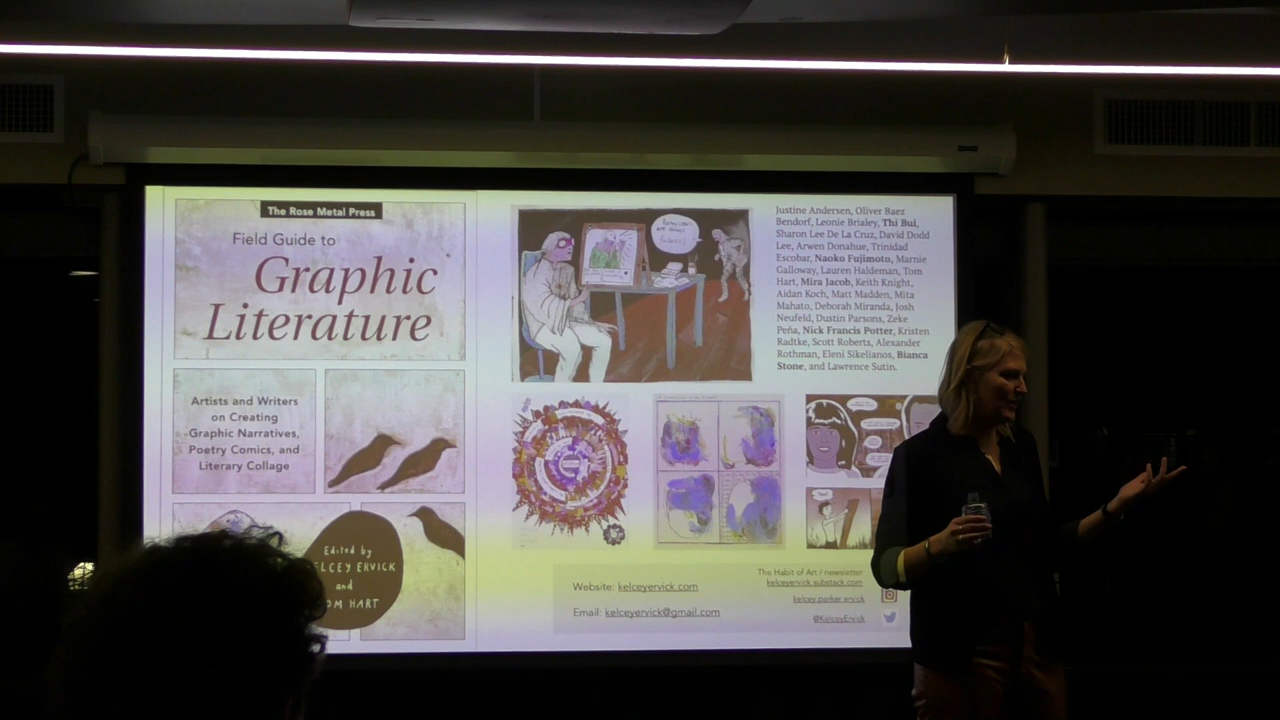 The Rose Metal Press
Field Guide to
Graphic
Literature
Artists and Writers
on Creating
Graphic Narratives,
Poetry Comics, and
Literary Collage
Edited by
KELCEY ERVICK
and
TOM HART
Justine Andersen, Oliver Baez
Bendorf, Leonie Brialey, Thi Bui,
Sharon Lee De La Cruz, David Dodd
Lee, Arwen Donahue, Trinidad
Escobar, Naoko Fujimoto, Marnie
Galloway, Lauren Haldeman, Tom
Hart, Mira Jacob, Keith Knight,
Aidan Koch, Matt Madden, Mita
Mahato, Deborah Miranda, Josh
Neufeld, Dustin Parsons, Zeke
Peña, Nick Francis Potter, Kristen
Radtke, Scott Roberts, Alexander
Rothman, Eleni Sikelianos, Bianca
Stone, and Lawrence Sutin.
Website: kelceyervick.com
Email: kelceyervick@gmail.com
The Habit of Art / newsletter
kelceyervick.substack.com
kelcey.parker.ervick
@KelceyErvick